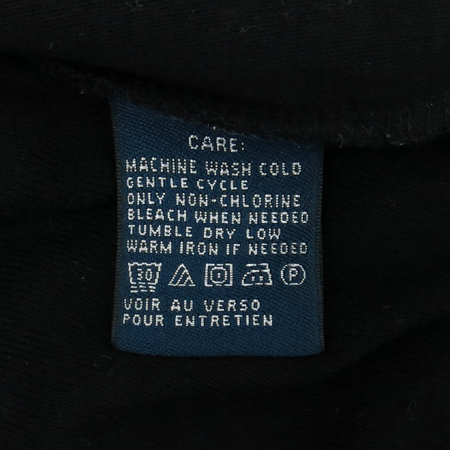 CARE:
MACHINE WASH COLD
GENTLE CYCLE
ONLY NON-CHLORINE
BLEACH WHEN NEEDED
TUMBLE DRY LOW
WARM IRON IF NEEDED
30 P
VOIR AU VERSO
POUR ENTRETIEN